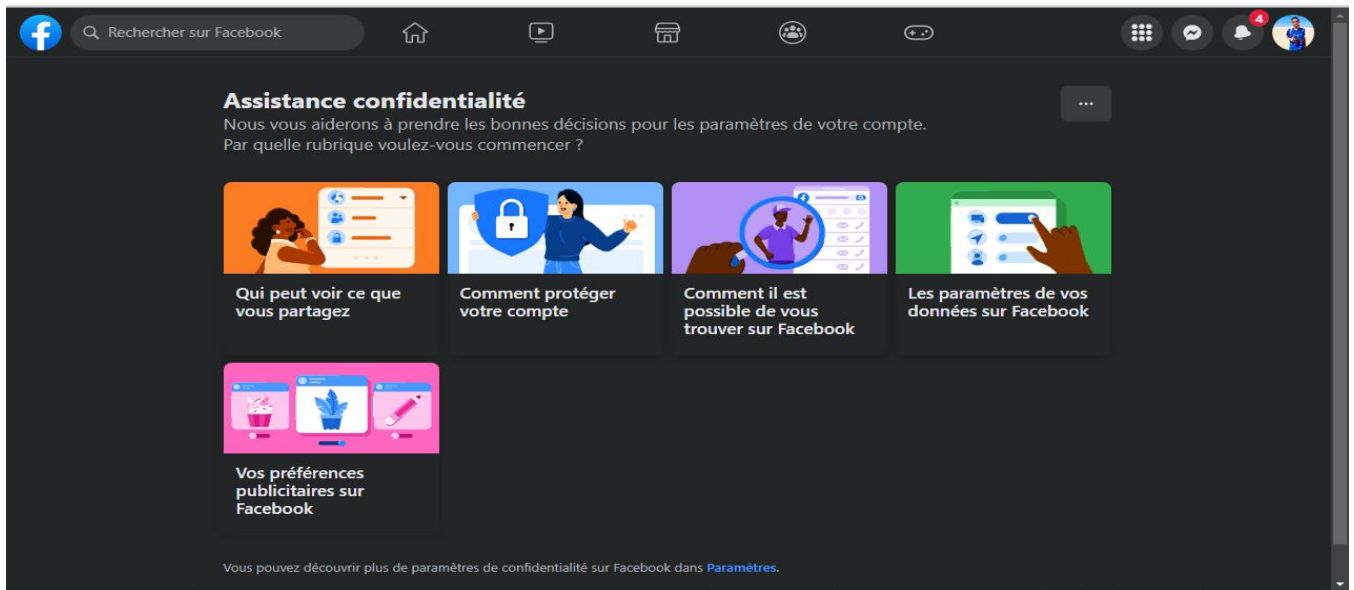 Rechercher sur Facebook
4
Assistance confidentialité
Nous vous aiderons à prendre les bonnes décisions pour les paramètres de votre compte.
Par quelle rubrique voulez-vous commencer ?
Qui peut voir ce que
vous partagez
Comment protéger
votre compte
Comment il est
possible de vous
trouver sur Facebook
Les paramètres de vos
données sur Facebook
Vos préférences
publicitaires sur
Facebook
Vous pouvez découvrir plus de paramètres de confidentialité sur Facebook dans Paramètres.